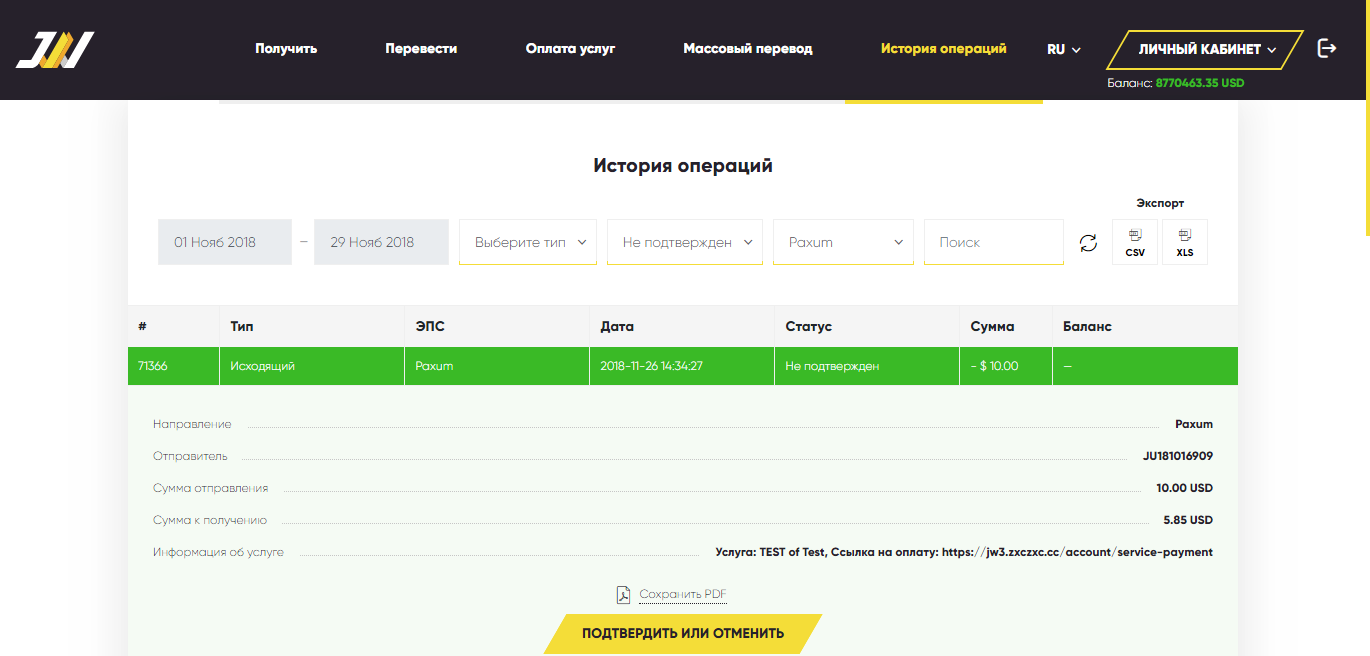 JW
Получить Перевести Оплата услуг Массовый перевод История операций RU ЛИЧНЫЙ КАБИНЕТ
Баланс: 8770463.35 USD
История операций
Экспорт
01 Нояб 2018 – 29 Нояб 2018 Выберите тип Не подтвержден Paxum Поиск CSV XLS
# Тип ЭПС Дата Статус Сумма Баланс
71366 Исходящий Paxum 2018-11-26 14:34:27 Не подтвержден - $ 10.00 —
Направление Paxum
Отправитель JU181016909
Сумма отправления 10.00 USD
Сумма к получению 5.85 USD
Информация об услуге Услуга: TEST of Test, Ссылка на оплату: https://jw3.zxczxc.cc/account/service-payment
Сохранить PDF
ПОДТВЕРДИТЬ ИЛИ ОТМЕНИТЬ